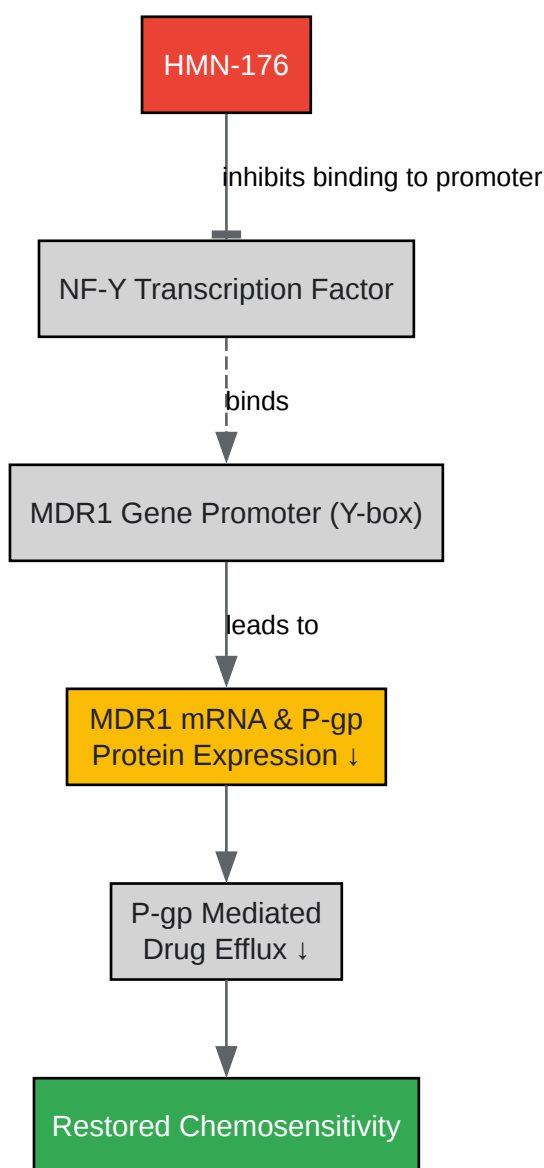 HMN-176
inhibits binding to promoter
NF-Y Transcription Factor
binds
MDR1 Gene Promoter (Y-box)
leads to
MDR1 mRNA & P-gp
Protein Expression ↓
P-gp Mediated
Drug Efflux ↓
Restored Chemosensitivity